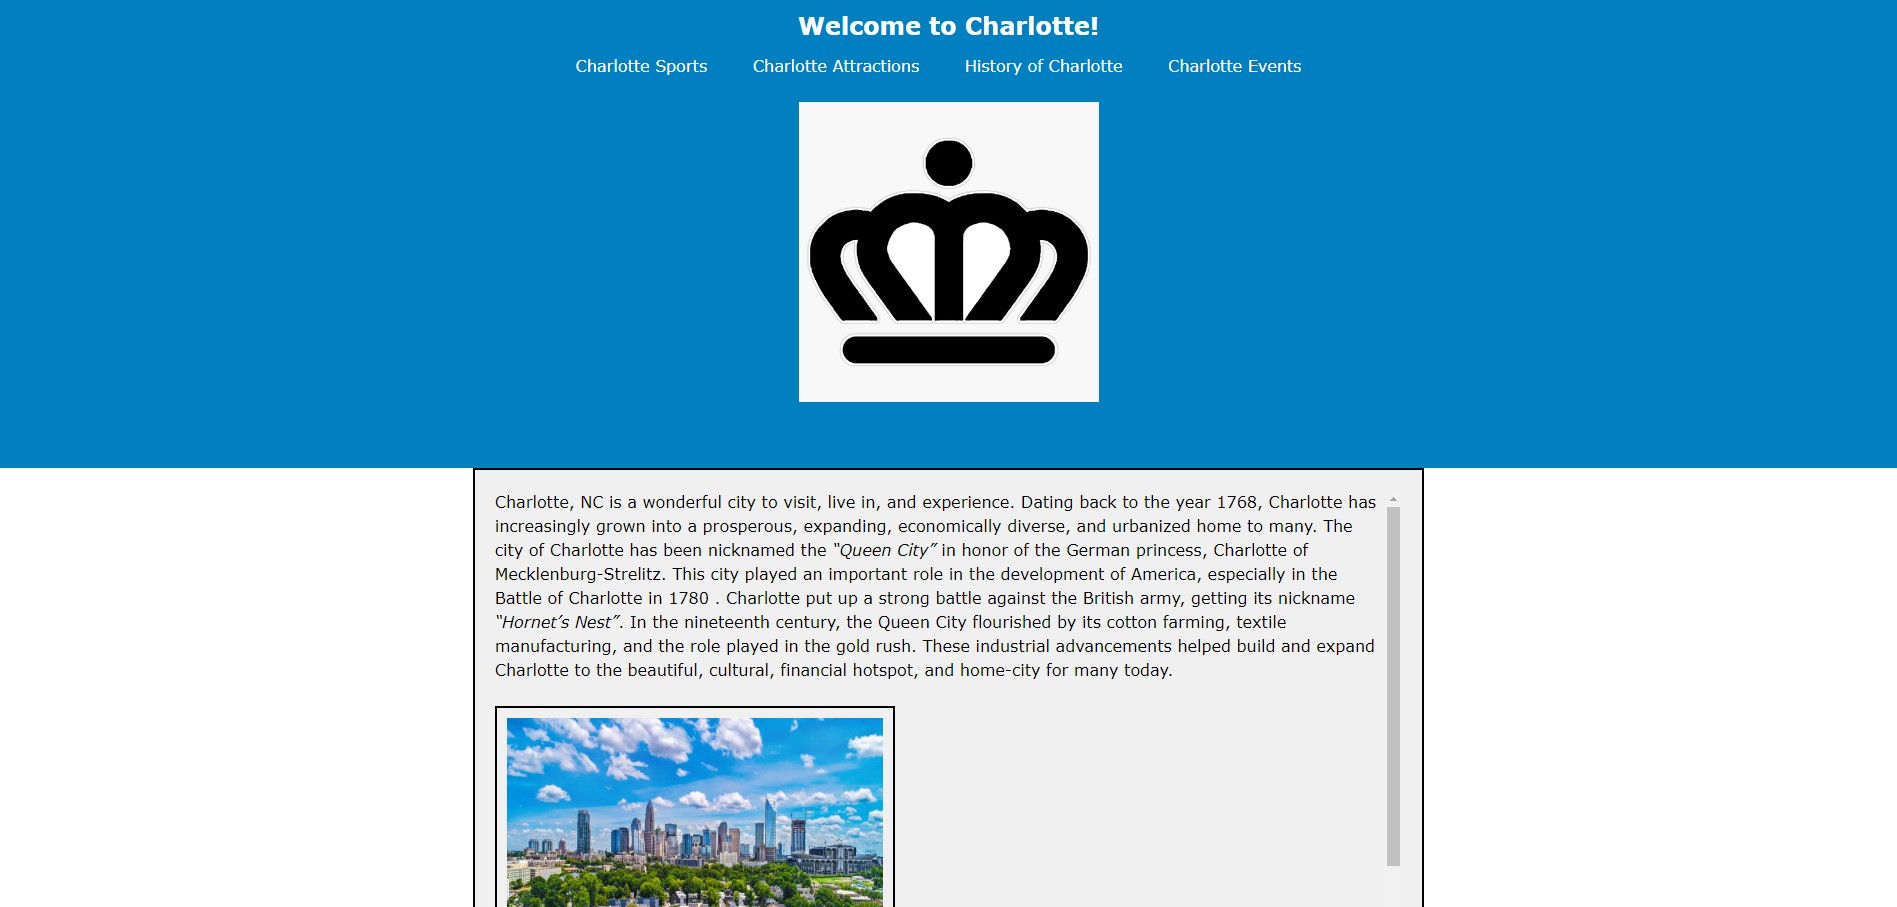 Welcome to Charlotte!
Charlotte Sports Charlotte Attractions History of Charlotte Charlotte Events
Charlotte, NC is a wonderful city to visit, live in, and experience. Dating back to the year 1768, Charlotte has
increasingly grown into a prosperous, expanding, economically diverse, and urbanized home to many. The
city of Charlotte has been nicknamed the “Queen City” in honor of the German princess, Charlotte of
Mecklenburg-Strelitz. This city played an important role in the development of America, especially in the
Battle of Charlotte in 1780 . Charlotte put up a strong battle against the British army, getting its nickname
“Hornet’s Nest”. In the nineteenth century, the Queen City flourished by its cotton farming, textile
manufacturing, and the role played in the gold rush. These industrial advancements helped build and expand
Charlotte to the beautiful, cultural, financial hotspot, and home-city for many today.